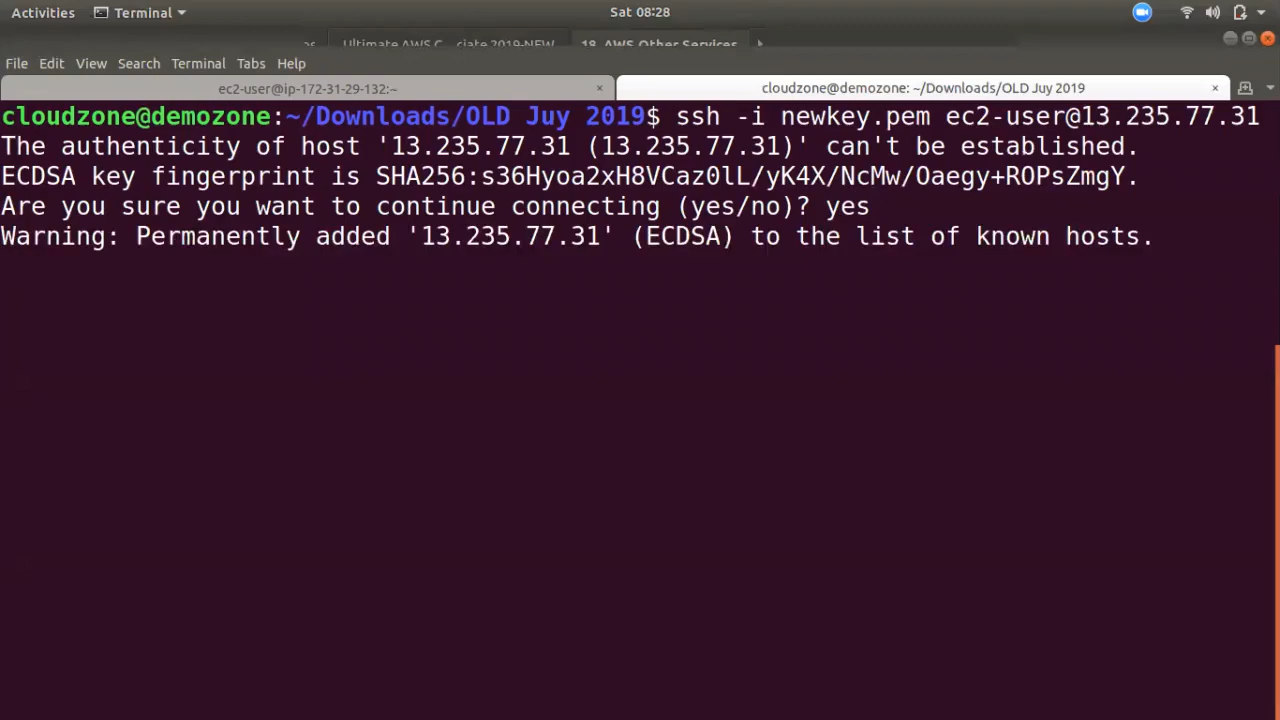 Activities Terminal Sat 08:28
Ultimate AWS C ciate 2019-NEW 18. AWS Other Services
File Edit View Search Terminal Tabs Help
ec2-user@ip-172-31-29-132:~ × cloudzone@demozone: ~/Downloads/OLD Juy 2019 ×
cloudzone@demozone:~/Downloads/OLD Juy 2019$ ssh -i newkey.pem ec2-user@13.235.77.31
The authenticity of host '13.235.77.31 (13.235.77.31)' can't be established.
ECDSA key fingerprint is SHA256:s36Hyoa2xH8VCaz0lL/yK4X/NcMw/Oaegy+ROPsZmgY.
Are you sure you want to continue connecting (yes/no)? yes
Warning: Permanently added '13.235.77.31' (ECDSA) to the list of known hosts.